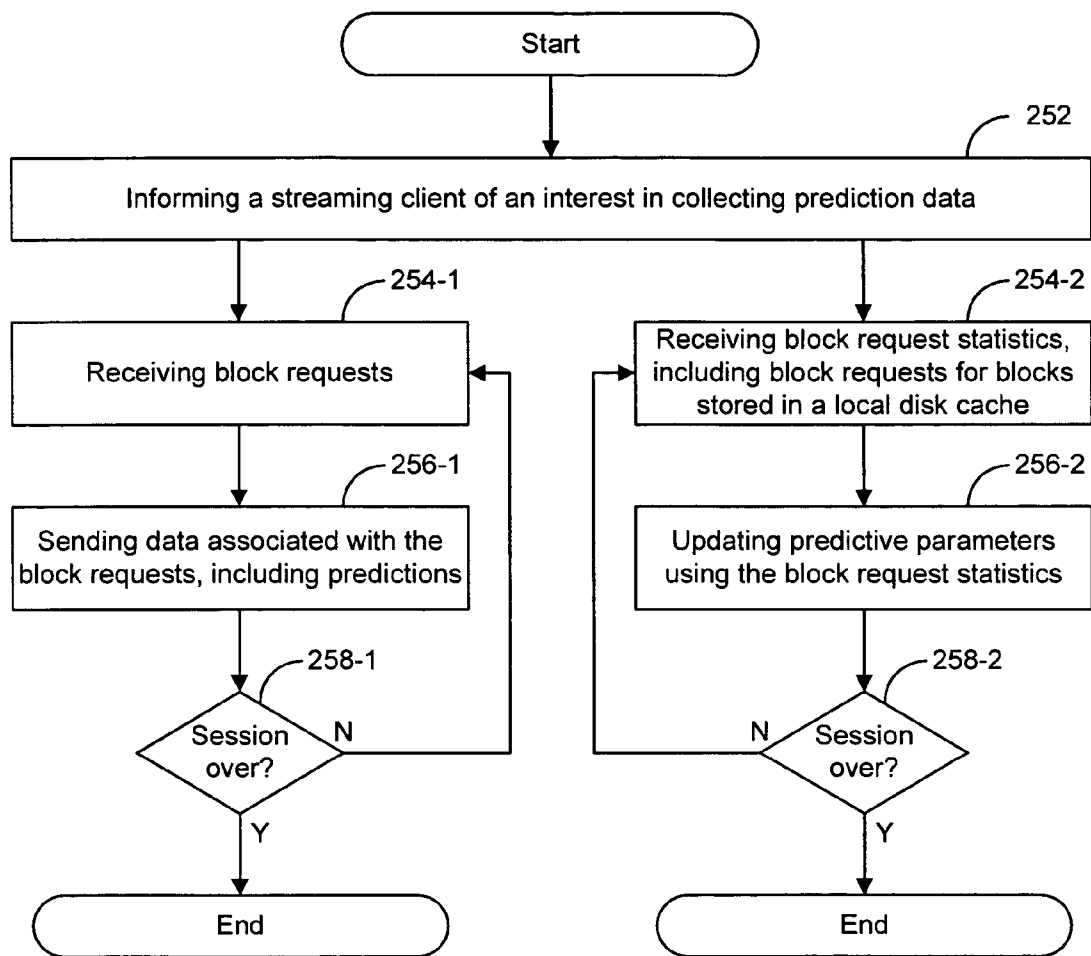 Start
252
Informing a streaming client of an interest in collecting prediction data
254-1
Receiving block requests
256-1
Sending data associated with the
block requests, including predictions
258-1
Session
over?
N
Y
End
254-2
Receiving block request statistics,
including block requests for blocks
stored in a local disk cache
256-2
Updating predictive parameters
using the block request statistics
258-2
Session
over?
N
Y
End